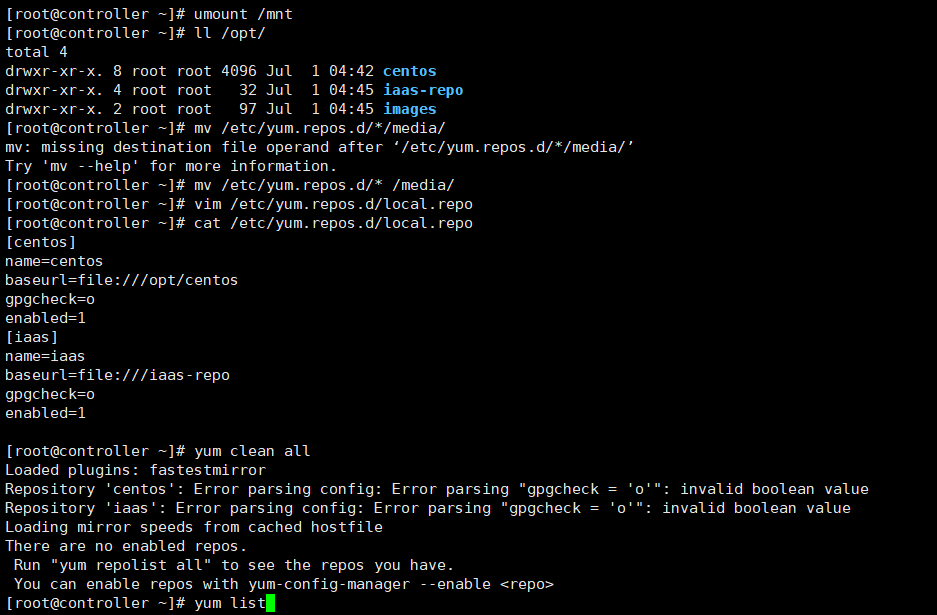 [root@controller ~]# umount /mnt
[root@controller ~]# ll /opt/
total 4
drwxr-xr-x. 8 root root 4096 Jul  1 04:42 centos
drwxr-xr-x. 4 root root   32 Jul  1 04:45 iaas-repo
drwxr-xr-x. 2 root root   97 Jul  1 04:45 images
[root@controller ~]# mv /etc/yum.repos.d/*/media/
mv: missing destination file operand after ‘/etc/yum.repos.d/*/media/’
Try 'mv --help' for more information.
[root@controller ~]# mv /etc/yum.repos.d/* /media/
[root@controller ~]# vim /etc/yum.repos.d/local.repo
[root@controller ~]# cat /etc/yum.repos.d/local.repo
[centos]
name=centos
baseurl=file:///opt/centos
gpgcheck=o
enabled=1
[iaas]
name=iaas
baseurl=file:///iaas-repo
gpgcheck=o
enabled=1
[root@controller ~]# yum clean all
Loaded plugins: fastestmirror
Repository 'centos': Error parsing config: Error parsing "gpgcheck = 'o'": invalid boolean value
Repository 'iaas': Error parsing config: Error parsing "gpgcheck = 'o'": invalid boolean value
Loading mirror speeds from cached hostfile
There are no enabled repos.
 Run "yum repolist all" to see the repos you have.
 You can enable repos with yum-config-manager --enable <repo>
[root@controller ~]# yum list